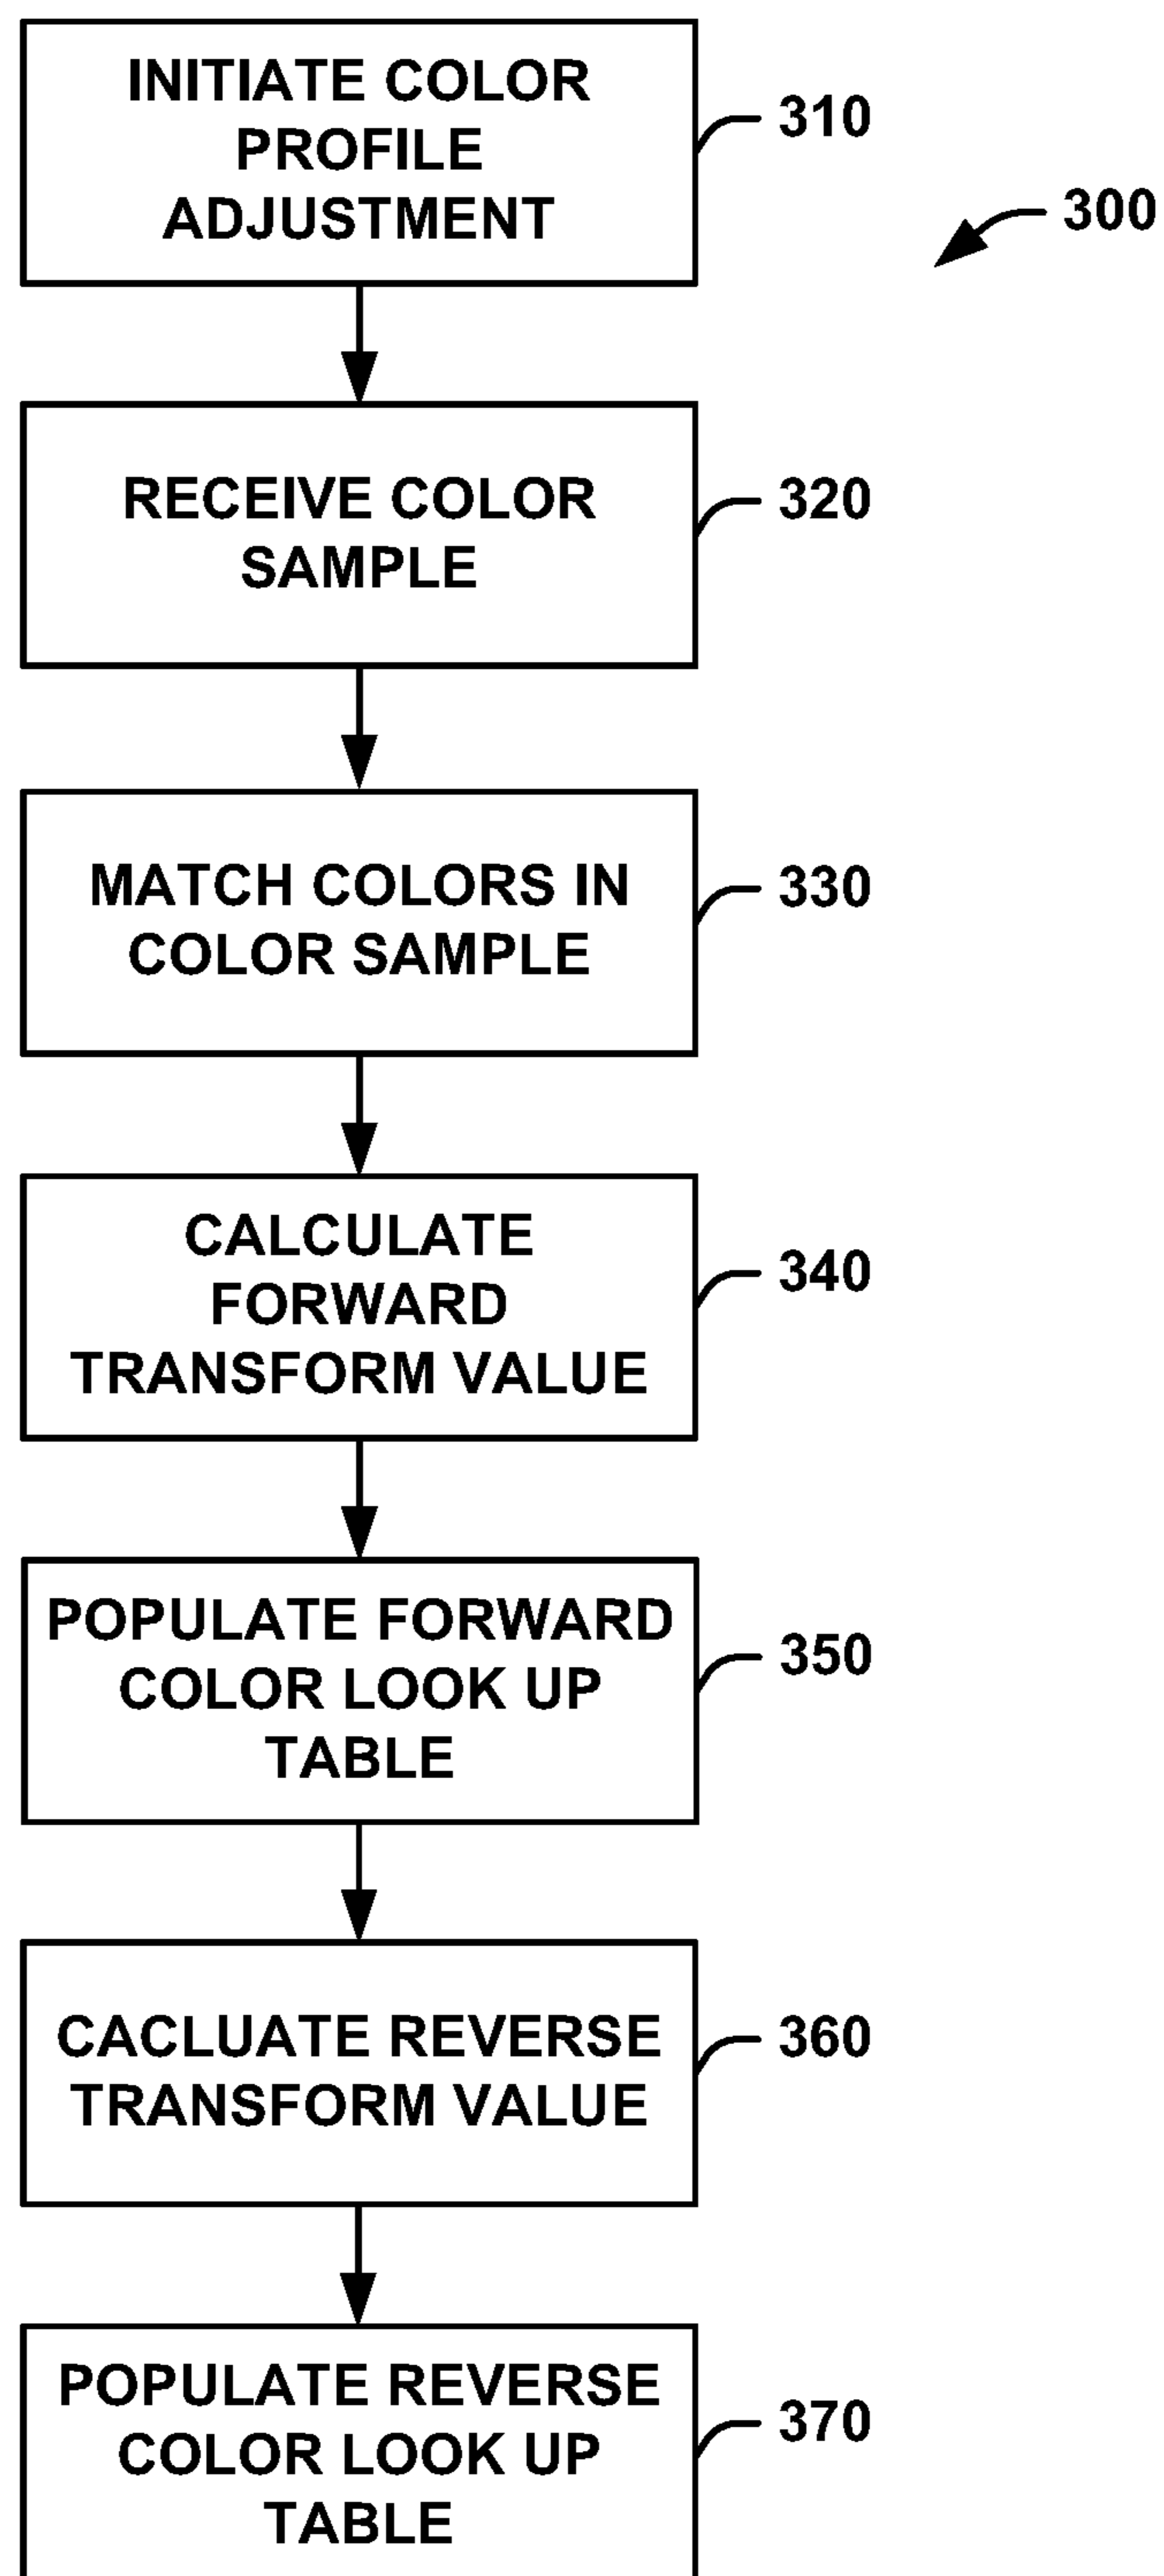 INITIATE COLOR
PROFILE
ADJUSTMENT
310
300
RECEIVE COLOR
SAMPLE
320
MATCH COLORS IN
COLOR SAMPLE
330
CALCULATE
FORWARD
TRANSFORM VALUE
340
POPULATE FORWARD
COLOR LOOK UP
TABLE
350
CACLUATE REVERSE
TRANSFORM VALUE
360
POPULATE REVERSE
COLOR LOOK UP
TABLE
370